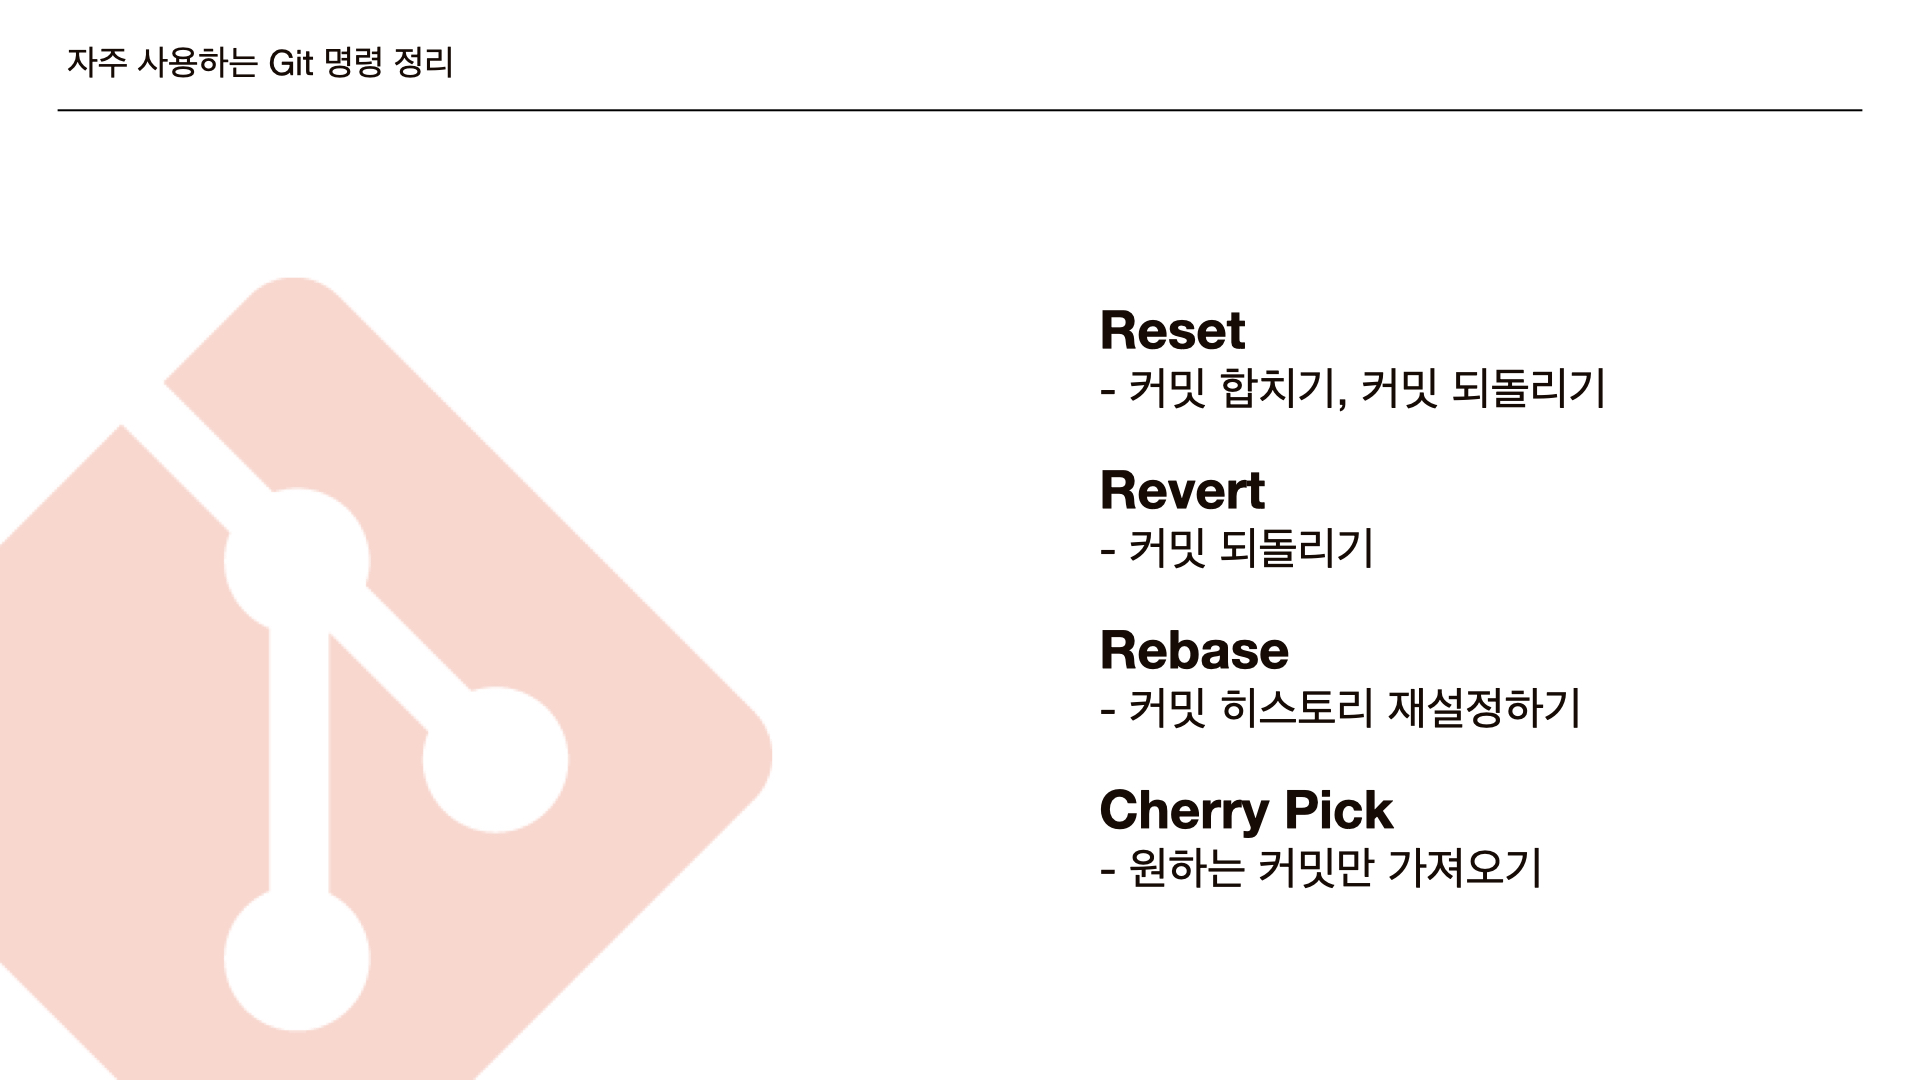 자주 사용하는 Git 명령 정리
Reset
- 커밋 합치기, 커밋 되돌리기
Revert
- 커밋 되돌리기
Rebase
- 커밋 히스토리 재설정하기
Cherry Pick
- 원하는 커밋만 가져오기